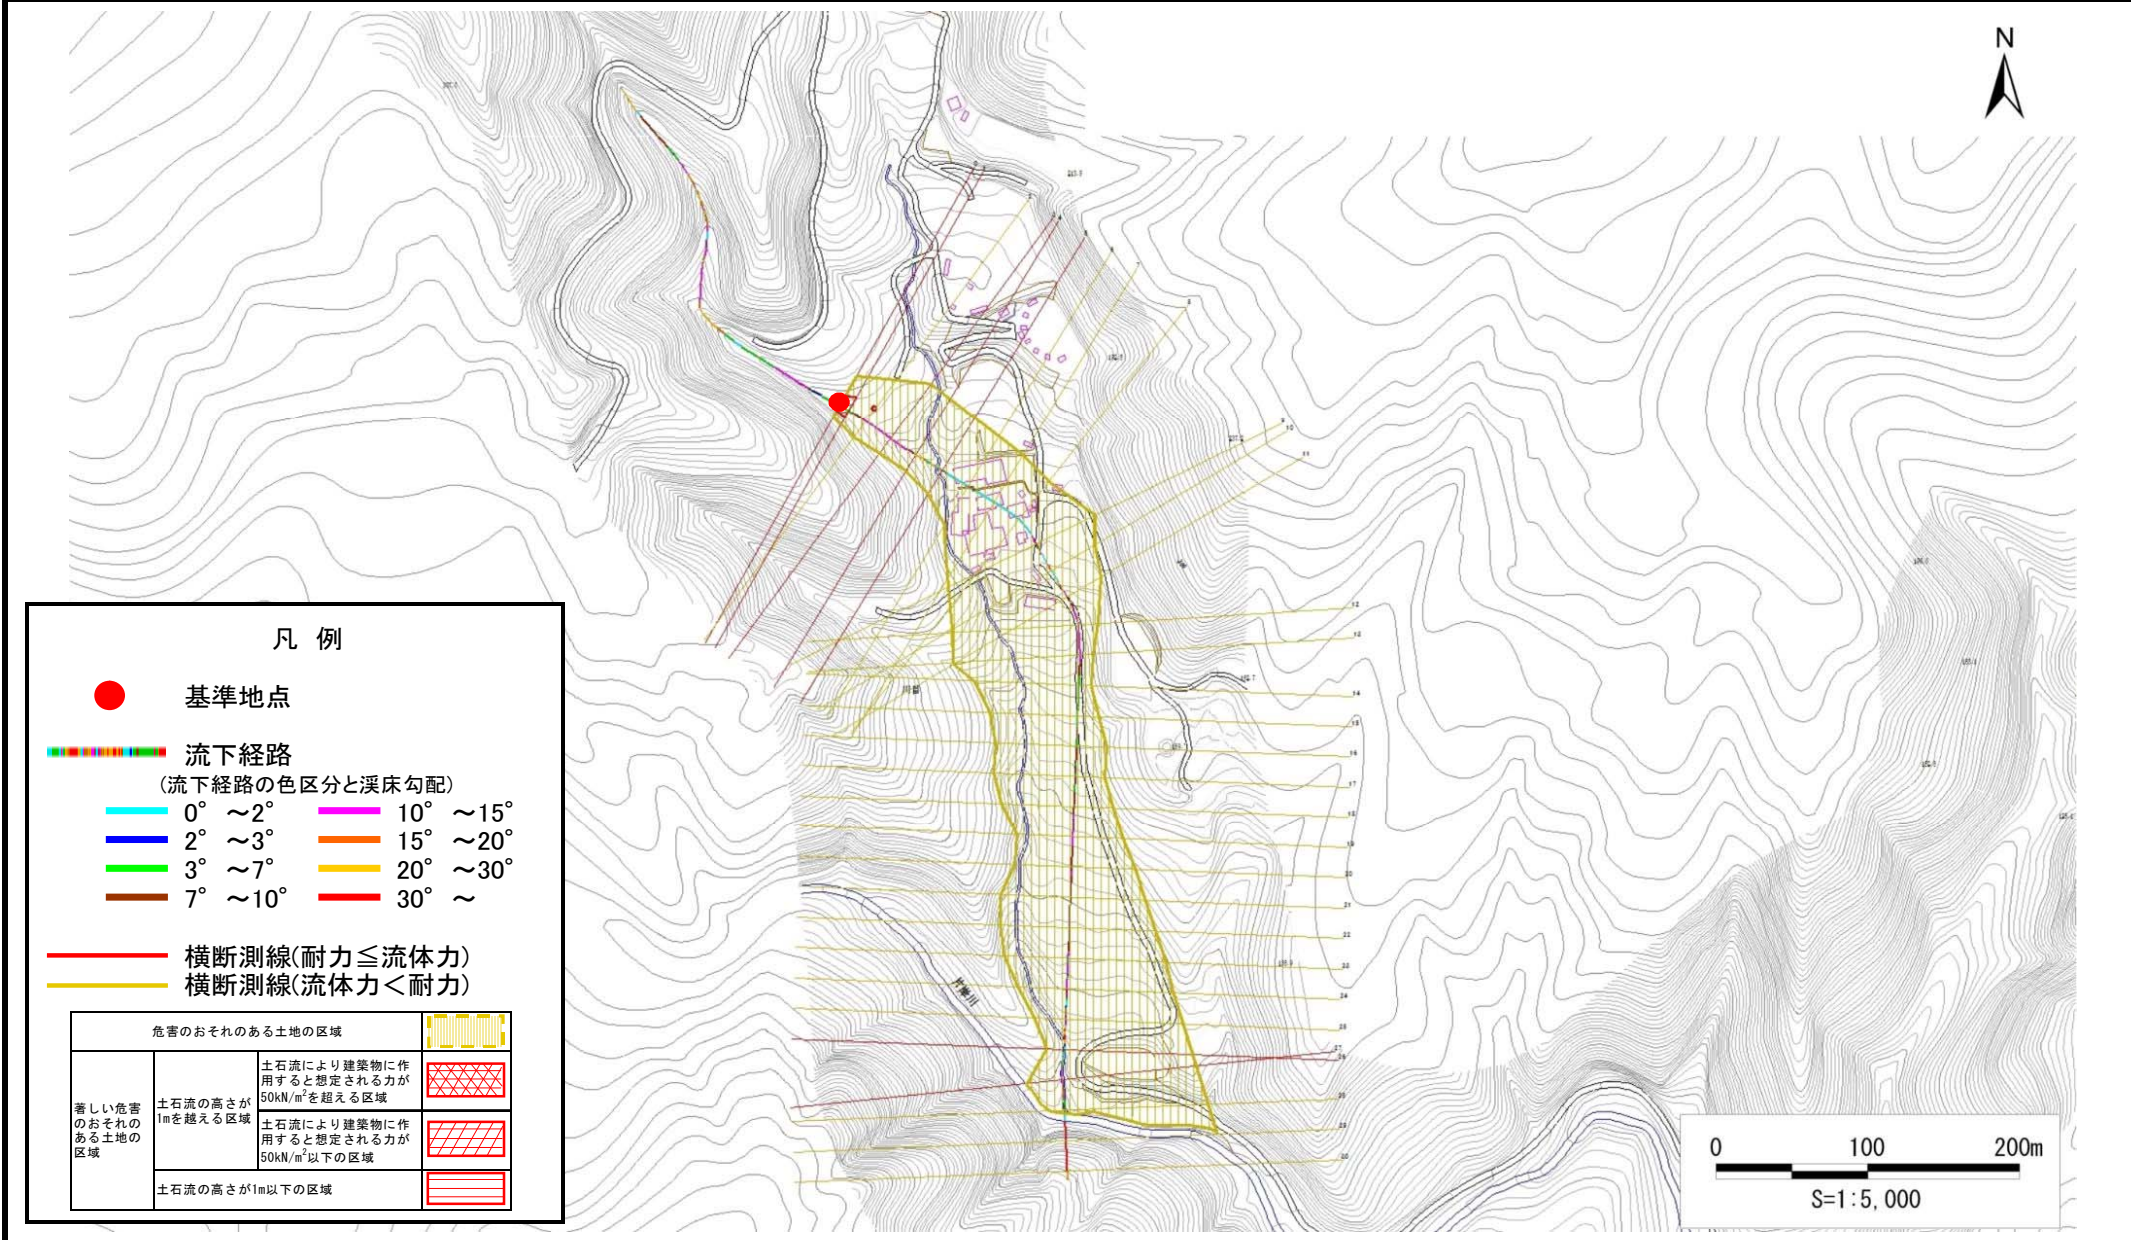 N
凡 例
基準地点
流下経路
(流下経路の色区分と渓床勾配)
0° ～2° 10° ～15°
2° ～3° 15° ～20°
3° ～7° 20° ～30°
7° ～10° 30° ～
横断測線(耐力≦流体力)
横断測線(流体力＜耐力)
危害のおそれのある土地の区域
著しい危害
のおそれの
ある土地の
区域
土石流の高さが
1mを越える区域
土石流により建築物に作
用すると想定される力が
50kN/m²を超える区域
土石流により建築物に作
用すると想定される力が
50kN/m²以下の区域
土石流の高さが1m以下の区域
0 100 200m
S=1:5,000